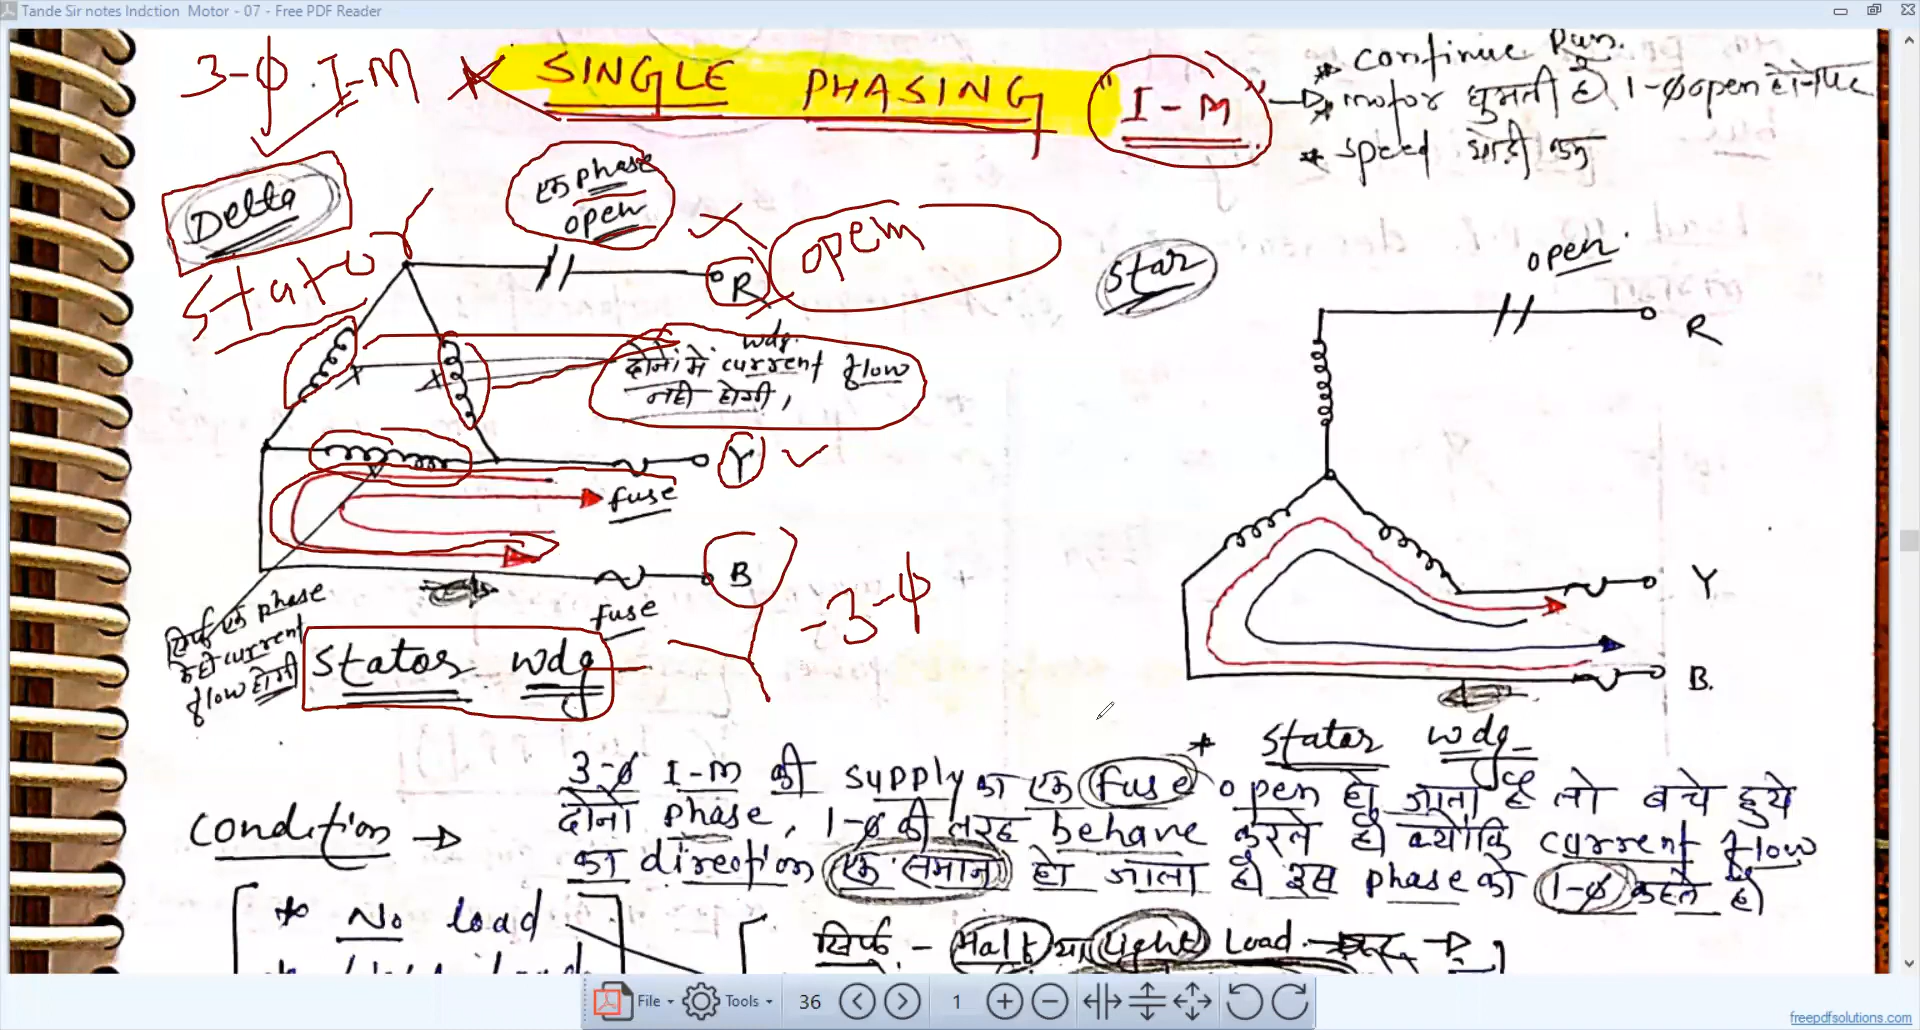 Tande Sir notes Indction Motor - 07 - Free PDF Reader
3-ϕ I-M
SINGLE PHASING "I-M"
* continue Run.
* motor घुमती है, 1-ϕ open हो
* speed थोडी कम
Delta
Stato
एक phase
open
open
R
wdg.
दोनो मे current flow
नही होगी,
Y
fuse
B
fuse
3-ϕ
सिर्फ एक phase
current
flow होगी
Stator wdg
Star
open
R
Y
B.
* Stator wdg
condition →
3-ϕ I-M की supply का एक fuse open हो जाता है तो बचे हुये
दोनो phase, 1-ϕ की तरह behave करते है क्योकि current flow
का direction एक समान हो जाता है इस phase को 1-ϕ कहते है
* No load
सिर्फ - Half या Light Load
File Tools 36 1
freepdfsolutions.com